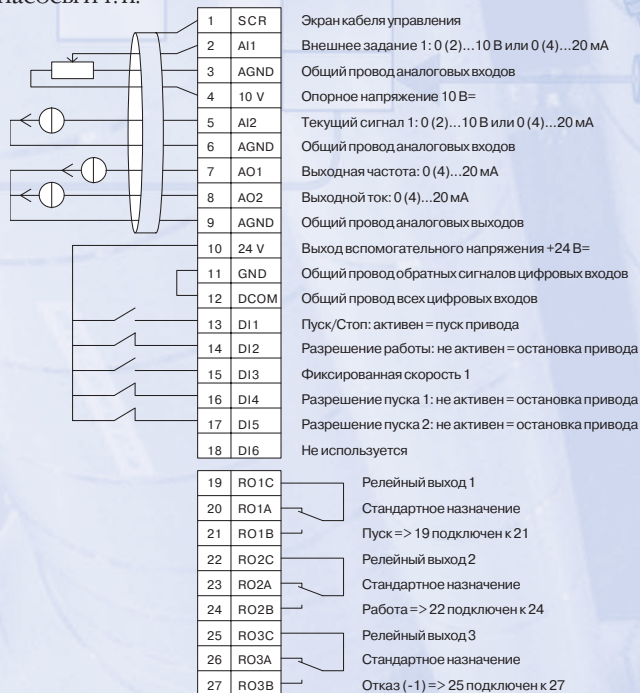 1 SCR Экран кабеля управления
2 AI1 Внешнее задание 1: 0 (2)...10 В или 0 (4)...20 мА
3 AGND Общий провод аналоговых входов
4 10 V Опорное напряжение 10 В=
5 AI2 Текущий сигнал 1: 0 (2)...10 В или 0 (4)...20 мА
6 AGND Общий провод аналоговых входов
7 AO1 Выходная частота: 0 (4)...20 мА
8 AO2 Выходной ток: 0 (4)...20 мА
9 AGND Общий провод аналоговых выходов
10 24 V Выход вспомогательного напряжения +24 В=
11 GND Общий провод обратных сигналов цифровых входов
12 DCOM Общий провод всех цифровых входов
13 DI1 Пуск/Стоп: активен = пуск привода
14 DI2 Разрешение работы: не активен = остановка привода
15 DI3 Фиксированная скорость 1
16 DI4 Разрешение пуска 1: не активен = остановка привода
17 DI5 Разрешение пуска 2: не активен = остановка привода
18 DI6 Не используется
19 RO1C Релейный выход 1
20 RO1A Стандартное назначение
21 RO1B Пуск => 19 подключен к 21
22 RO2C Релейный выход 2
23 RO2A Стандартное назначение
24 RO2B Работа => 22 подключен к 24
25 RO3C Релейный выход 3
26 RO3A Стандартное назначение
27 RO3B Отказ (-1) => 25 подключен к 27